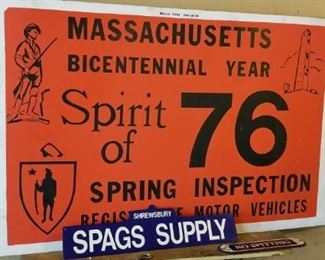 MASSACHUSETTS
BICENTENNIAL YEAR
Spirit
of
76
SPRING INSPECTION
MOTOR VEHICLES
SHREWSBURY
SPAGS SUPPLY
NO SPITTING